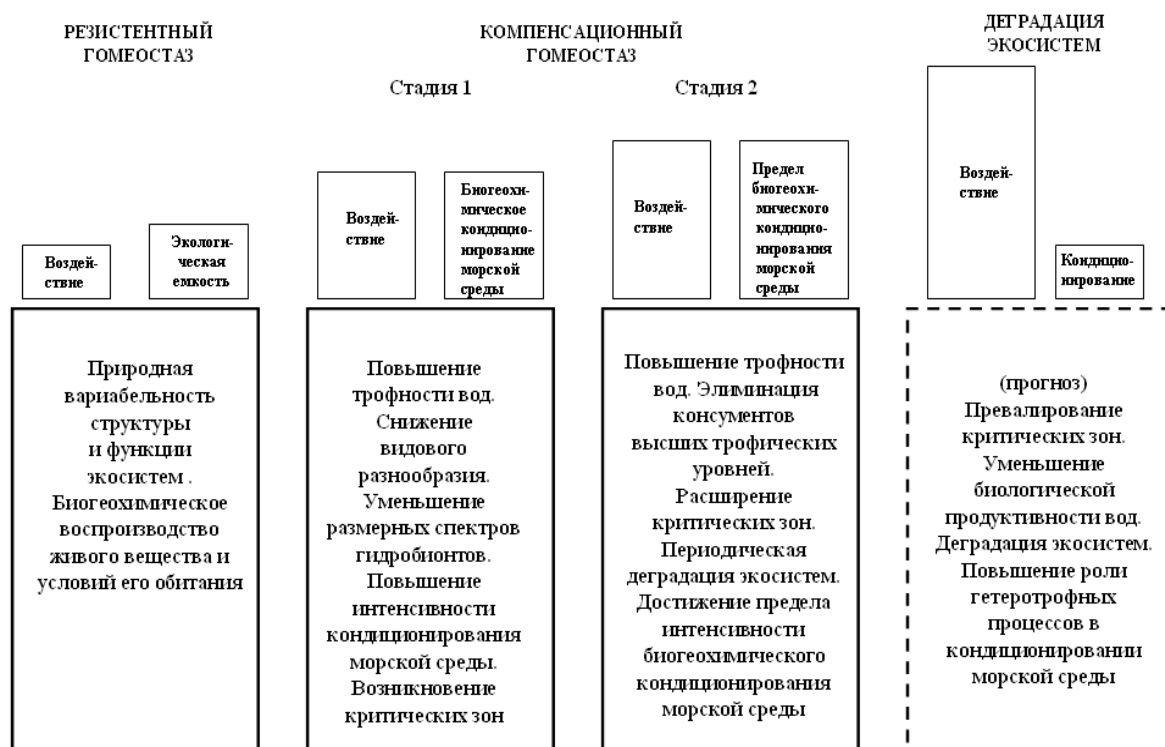 РЕЗИСТЕНТНЫЙ
ГОМЕОСТАЗ
КОМПЕНСАЦИОННЫЙ
ГОМЕОСТАЗ
ДЕГРАДАЦИЯ
ЭКОСИСТЕМ
Стадия 1
Стадия 2
Воздей-
ствие
Экологи-
ческая
емкость
Воздей-
ствие
Биогеохи-
мическое
кондицио-
нирование
морской
среды
Воздей-
ствие
Предел
биогеохи-
мического
кондицио-
нирования
морской
среды
Воздей-
ствие
Кондицио-
нирование
Природная
вариабельность
структуры
и функции
экосистем .
Биогеохимическое
воспроизводство
живого вещества и
условий его обитания
Повышение
трофности вод.
Снижение
видового
разнообразия.
Уменьшение
размерных спектров
гидробионтов.
Повышение
интенсивности
кондиционирования
морской среды.
Возникновение
критических зон
Повышение трофности
вод. Элиминация
консументов
высших трофических
уровней.
Расширение
критических зон.
Периодическая
деградация экосистем.
Достижение предела
интенсивности
биогеохимического
кондиционирования
морской среды
(прогноз)
Превалирование
критических зон.
Уменьшение
биологической
продуктивности вод.
Деградация экосистем.
Повышение роли
гетеротрофных
процессов в
кондиционировании
морской среды